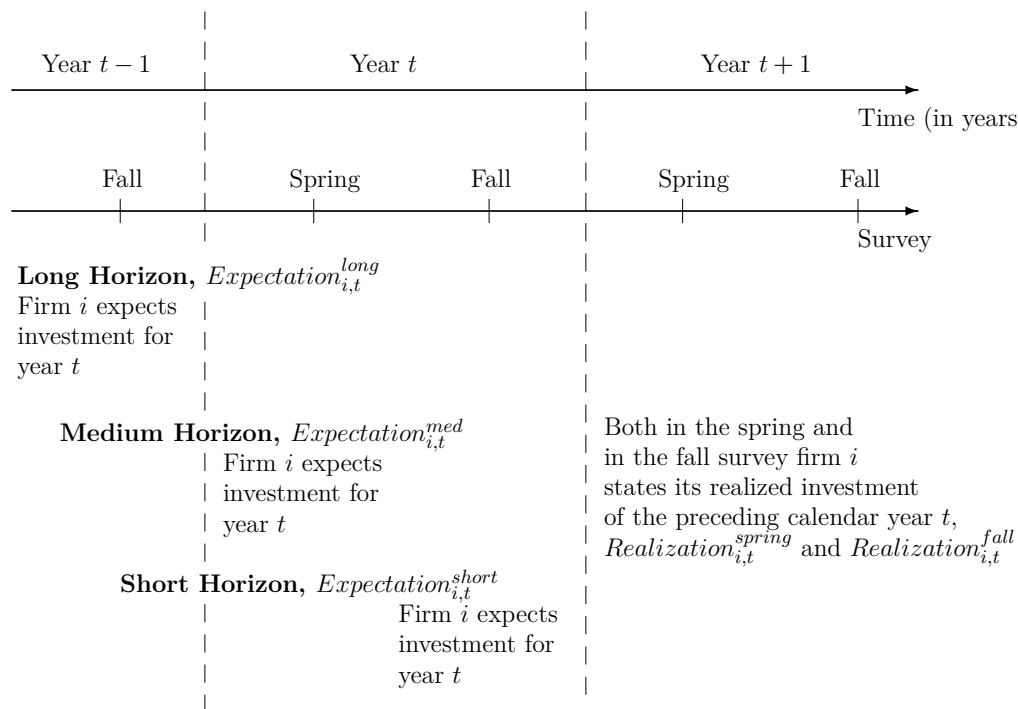 Year t − 1 Year t Year t + 1
Time (in years
Fall Spring Fall Spring Fall
Survey
Long Horizon, Expectation_{i,t}^{long}
Firm i expects
investment for
year t
Medium Horizon, Expectation_{i,t}^{med}
Firm i expects
investment for
year t
Both in the spring and
in the fall survey firm i
states its realized investment
of the preceding calendar year t,
Realization_{i,t}^{spring} and Realization_{i,t}^{fall}
Short Horizon, Expectation_{i,t}^{short}
Firm i expects
investment for
year t